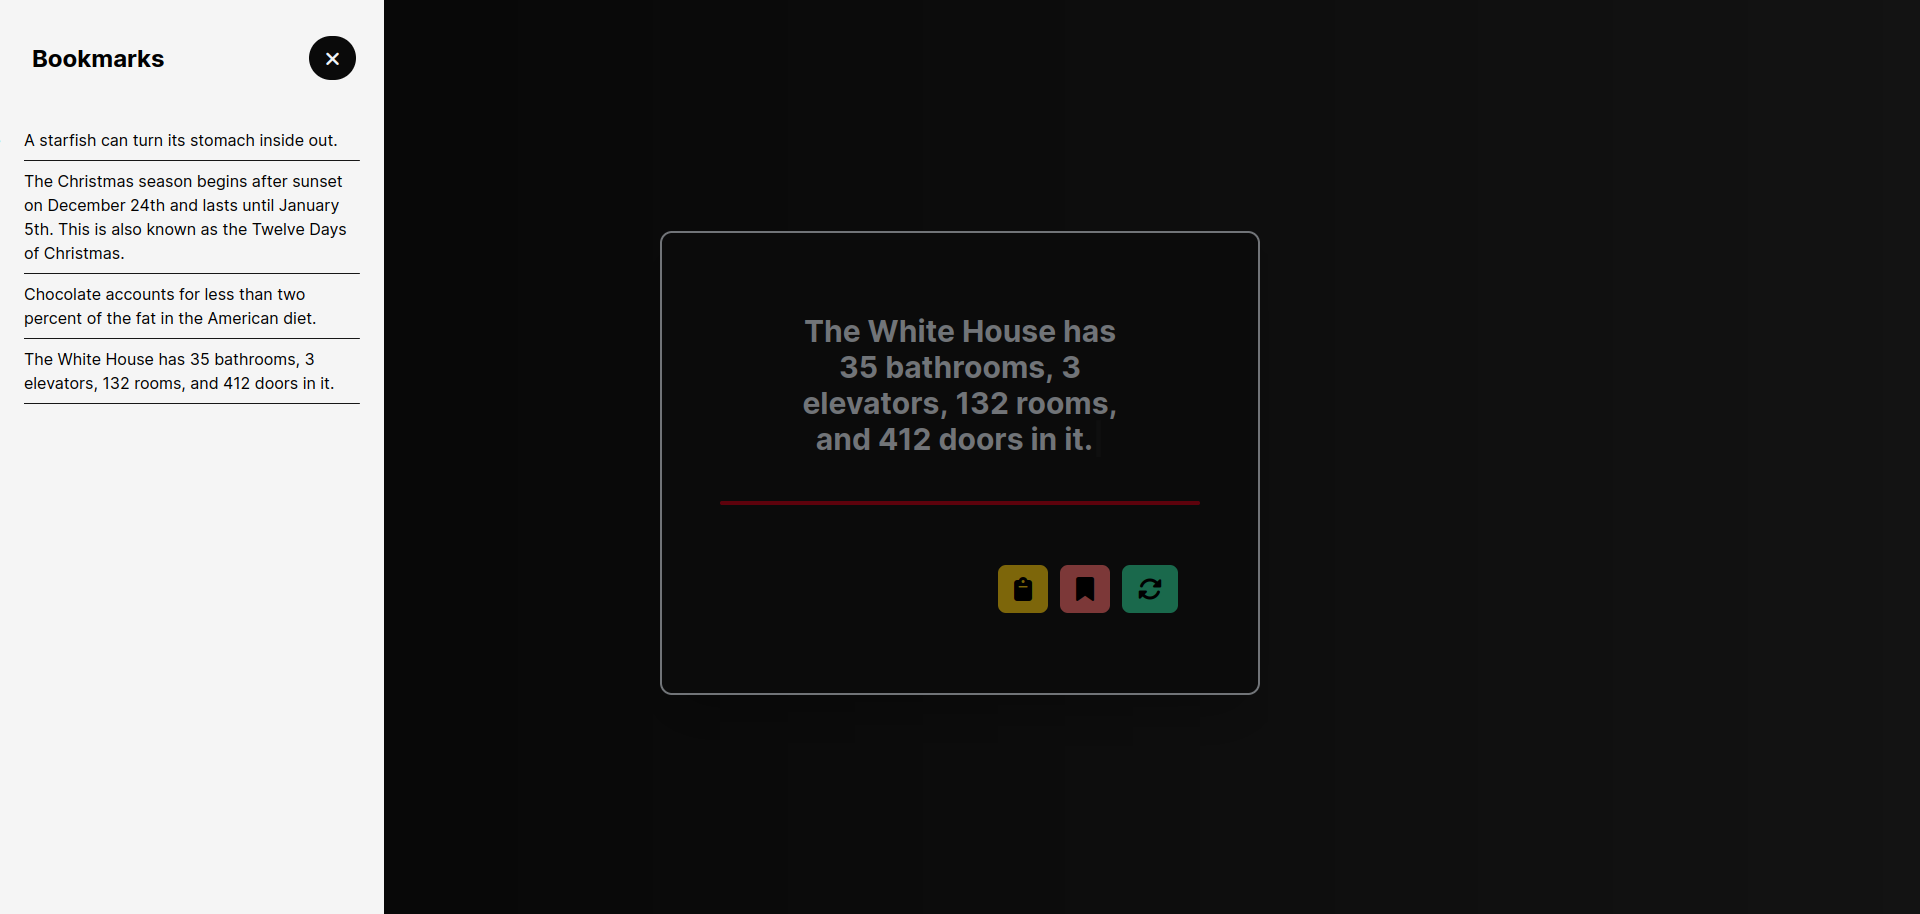 Bookmarks
A starfish can turn its stomach inside out.
The Christmas season begins after sunset
on December 24th and lasts until January
5th. This is also known as the Twelve Days
of Christmas.
Chocolate accounts for less than two
percent of the fat in the American diet.
The White House has 35 bathrooms, 3
elevators, 132 rooms, and 412 doors in it.
The White House has
35 bathrooms, 3
elevators, 132 rooms,
and 412 doors in it.